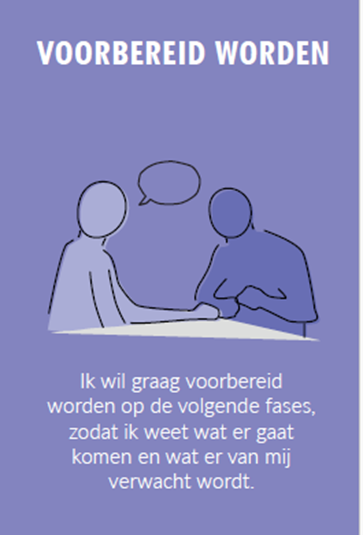 VOORBEREID WORDEN
Ik wil graag voorbereid
worden op de volgende fases,
zodat ik weet wat er gaat
komen en wat er van mij
verwacht wordt.